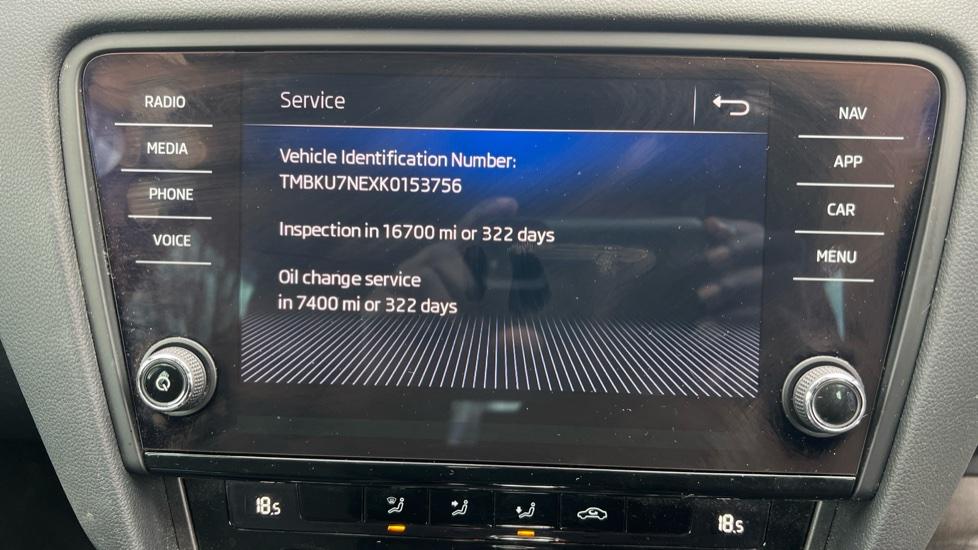 Service
RADIO
MEDIA
PHONE
VOICE
Vehicle Identification Number:
TMBKU7NEXK0153756
Inspection in 16700 mi or 322 days
Oil change service
in 7400 mi or 322 days
NAV
APP
CAR
MENU
18.5
18.5